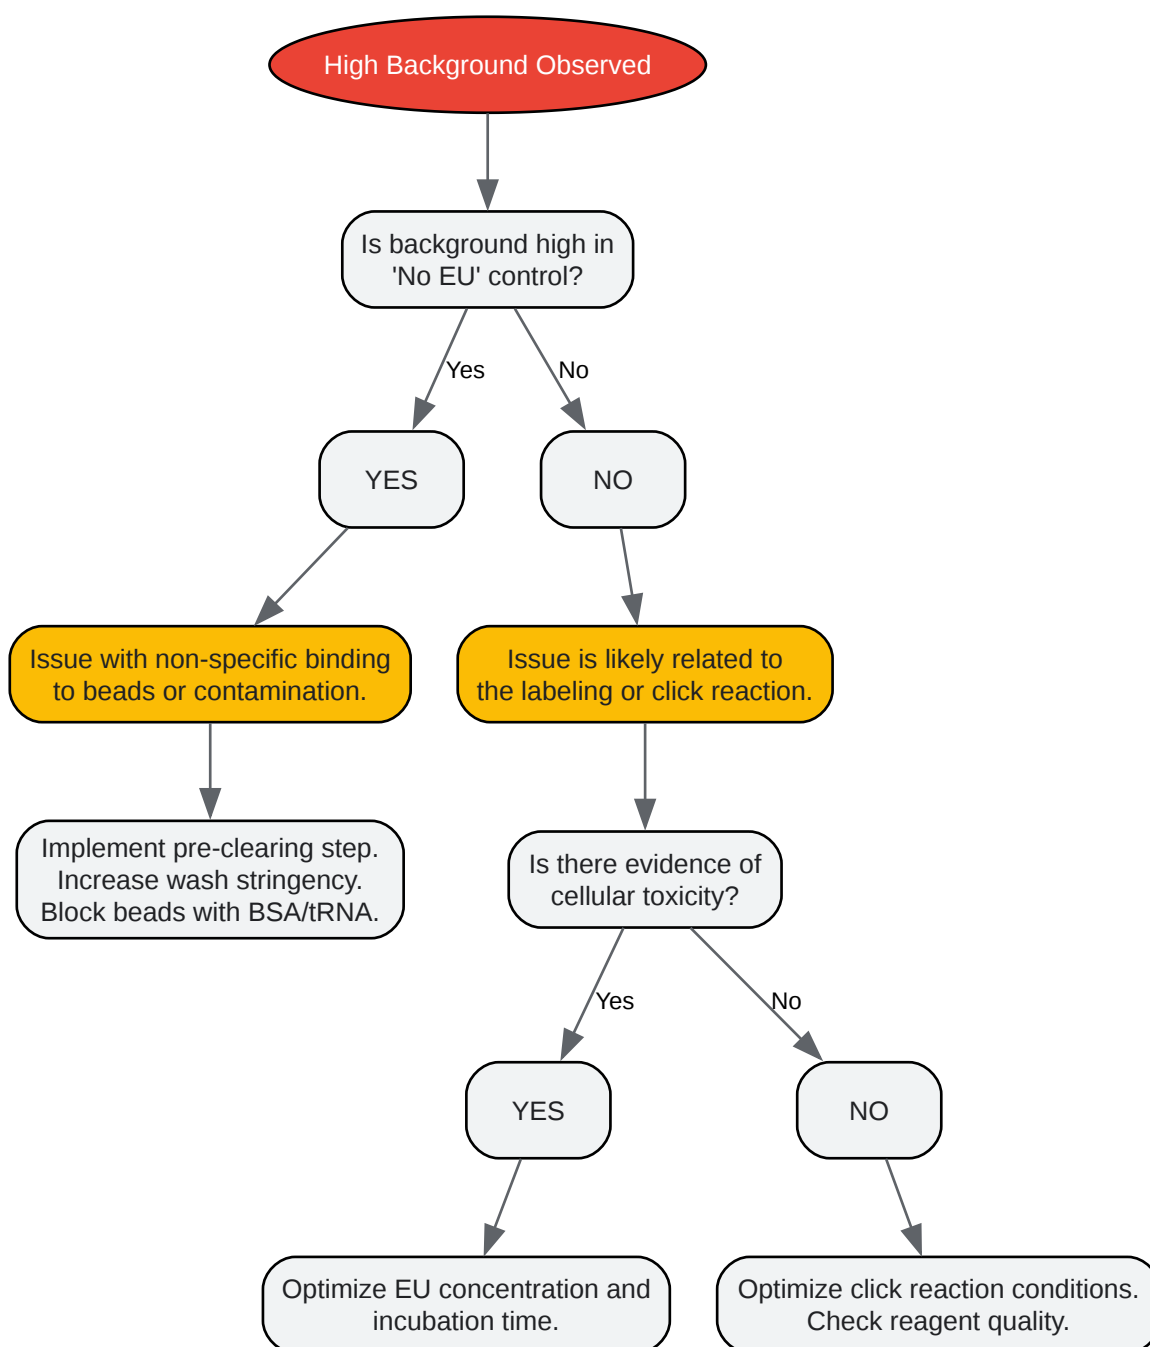 High Background Observed
Is background high in
'No EU' control?
Yes
No
YES
NO
Issue with non-specific binding
to beads or contamination.
Issue is likely related to
the labeling or click reaction.
Implement pre-clearing step.
Increase wash stringency.
Block beads with BSA/tRNA.
Is there evidence of
cellular toxicity?
Yes
No
YES
NO
Optimize EU concentration and
incubation time.
Optimize click reaction conditions.
Check reagent quality.